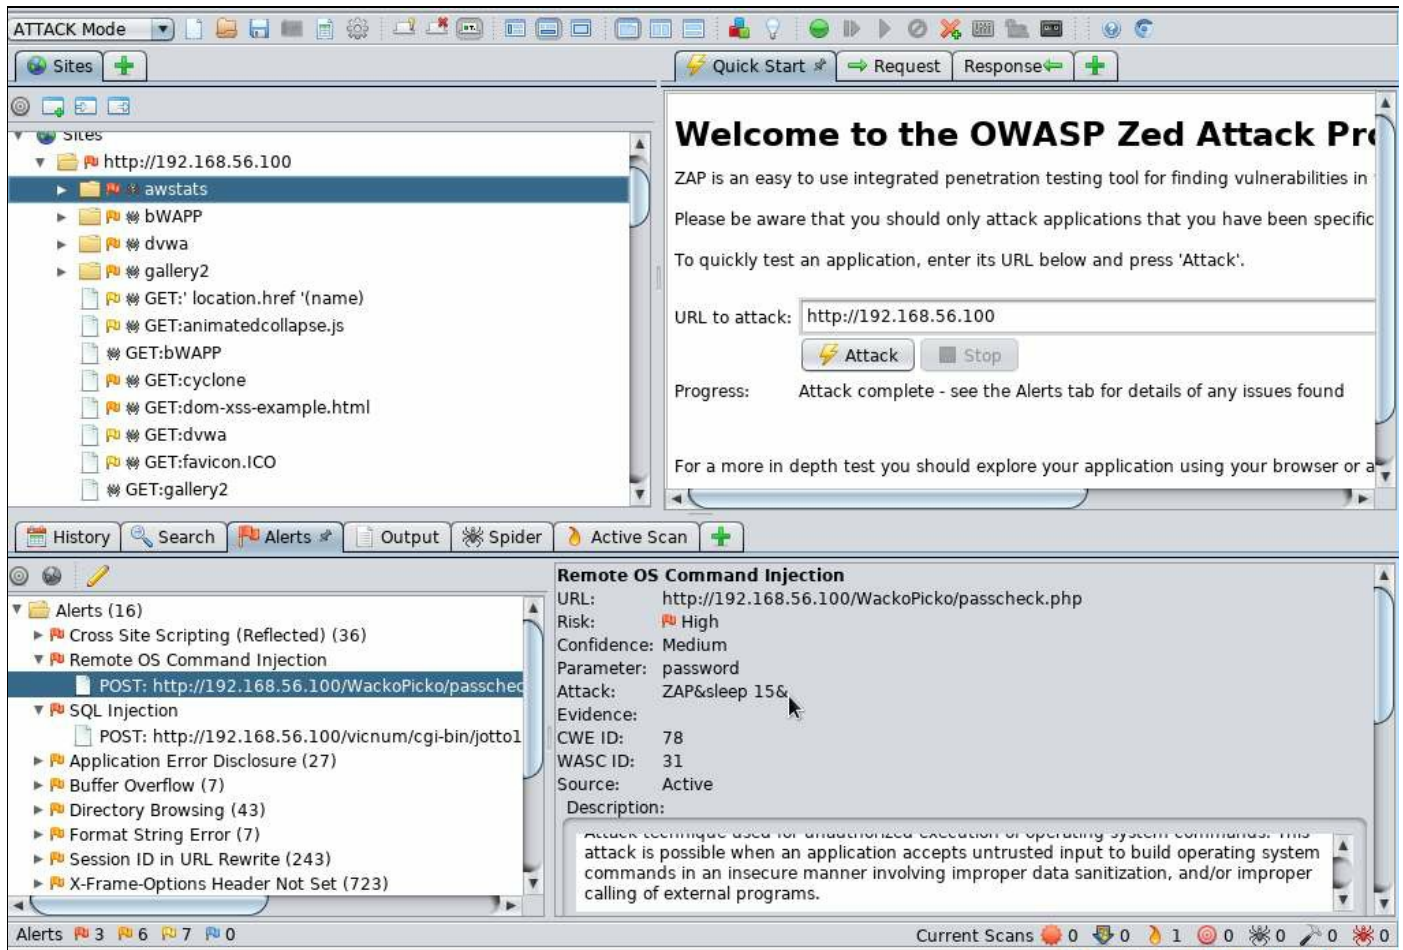 ATTACK Mode
Sites
Quick Start
Request
Response
Sites
http://192.168.56.100
awstats
bWAPP
dvwa
gallery2
GET:' location.href '(name)
GET:animatedcollapse.js
GET:bWAPP
GET:cyclone
GET:dom-xss-example.html
GET:dvwa
GET:favicon.ICO
GET:gallery2
Welcome to the OWASP Zed Attack Pro
ZAP is an easy to use integrated penetration testing tool for finding vulnerabilities in
Please be aware that you should only attack applications that you have been specific
To quickly test an application, enter its URL below and press 'Attack'.
URL to attack: http://192.168.56.100
Attack Stop
Progress: Attack complete - see the Alerts tab for details of any issues found
For a more in depth test you should explore your application using your browser or a
History
Search
Alerts
Output
Spider
Active Scan
Alerts (16)
Cross Site Scripting (Reflected) (36)
Remote OS Command Injection
POST: http://192.168.56.100/WackoPicko/passchec
SQL Injection
POST: http://192.168.56.100/vicnum/cgi-bin/jotto1
Application Error Disclosure (27)
Buffer Overflow (7)
Directory Browsing (43)
Format String Error (7)
Session ID in URL Rewrite (243)
X-Frame-Options Header Not Set (723)
Remote OS Command Injection
URL: http://192.168.56.100/WackoPicko/passcheck.php
Risk: High
Confidence: Medium
Parameter: password
Attack: ZAP&sleep 15&
Evidence:
CWE ID: 78
WASC ID: 31
Source: Active
Description:
Attack technique used for unauthorized execution of operating system commands. This
attack is possible when an application accepts untrusted input to build operating system
commands in an insecure manner involving improper data sanitization, and/or improper
calling of external programs.
Alerts 3 6 7 0
Current Scans 0 0 1 0 0 0 0